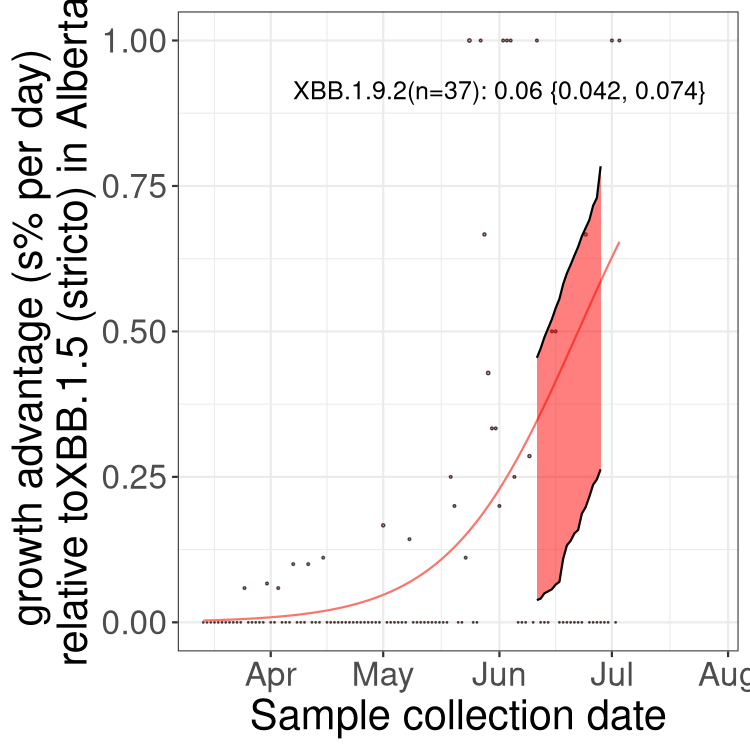 growth advantage (s% per day)
relative toXBB.1.5 (stricto) in Alberta
1.00
0.75
0.50
0.25
0.00
XBB.1.9.2(n=37): 0.06 {0.042, 0.074}
Apr May Jun Jul Aug
Sample collection date